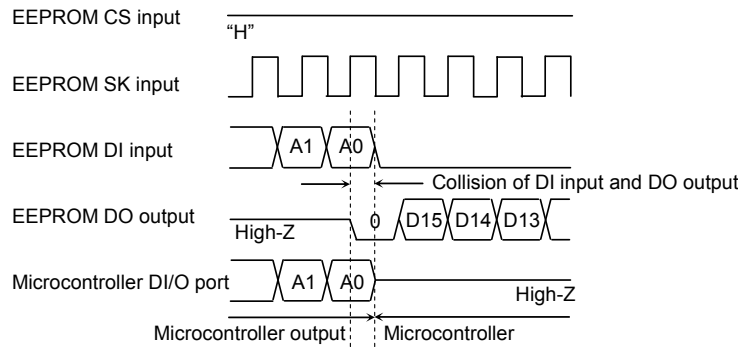 EEPROM CS input
“H”
EEPROM SK input
EEPROM DI input
A1 A0
Collision of DI input and DO output
EEPROM DO output
High-Z
0 D15 D14 D13
Microcontroller DI/O port
A1 A0
High-Z
Microcontroller output Microcontroller